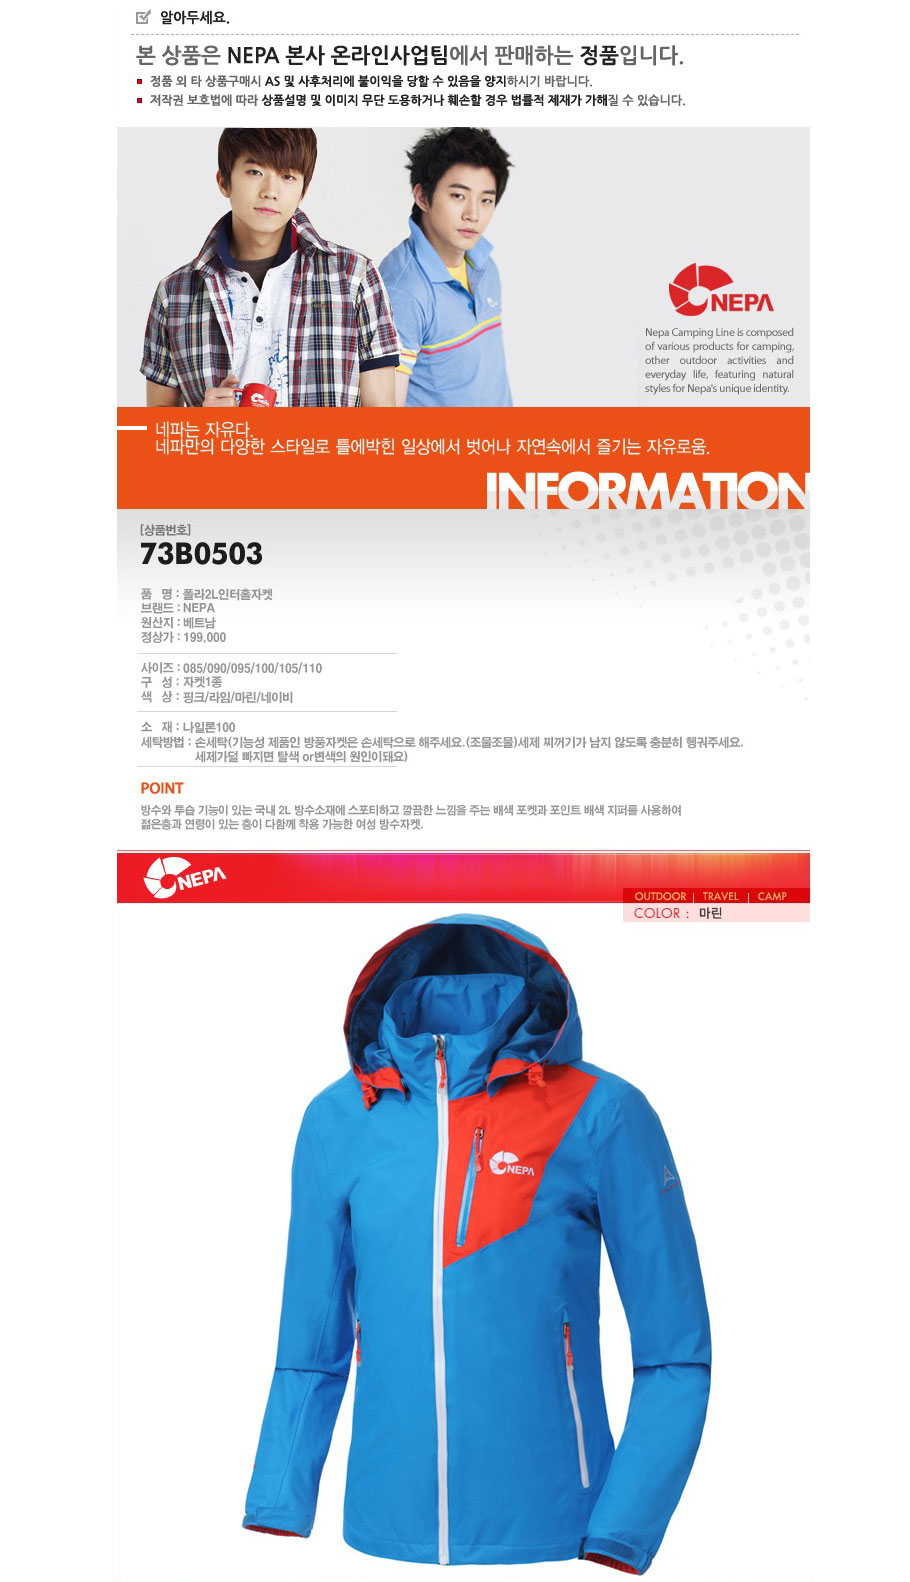 알아두세요.
본 상품은 NEPA 본사 온라인사업팀에서 판매하는 정품입니다.
정품 외 타 상품구매시 AS 및 사후처리에 불이익을 당할 수 있음을 양지하시기 바랍니다.
저작권 보호법에 따라 상품설명 및 이미지 무단 도용하거나 훼손할 경우 법률적 제재가 가해질 수 있습니다.
NEPA
Nepa Camping Line is composed
of various products for camping,
other outdoor activities and
everyday life, featuring natural
styles for Nepa's unique identity.
네파는 자유다.
네파만의 다양한 스타일로 틀에박힌 일상에서 벗어나 자연속에서 즐기는 자유로움.
INFORMATION
[상품번호]
73B0503
품 명 : 폴라2L인터홀자켓
브랜드 : NEPA
원산지 : 베트남
정상가 : 199,000
사이즈 : 085/090/095/100/105/110
구 성 : 자켓1종
색 상 : 핑크/라임/마린/네이비
소 재 : 나일론100
세탁방법 : 손세탁(기능성 제품인 방풍자켓은 손세탁으로 해주세요.(조물조물)세제 찌꺼기가 남지 않도록 충분히 헹궈주세요.
세제가덜 빠지면 탈색 or변색의 원인이돼요)
POINT
방수와 투습 기능이 있는 국내 2L 방수소재에 스포티하고 깔끔한 느낌을 주는 배색 포켓과 포인트 배색 지퍼를 사용하여
젊은층과 연령이 있는 층이 다함께 착용 가능한 여성 방수자켓.
NEPA
OUTDOOR | TRAVEL | CAMP
COLOR : 마린
NEPA